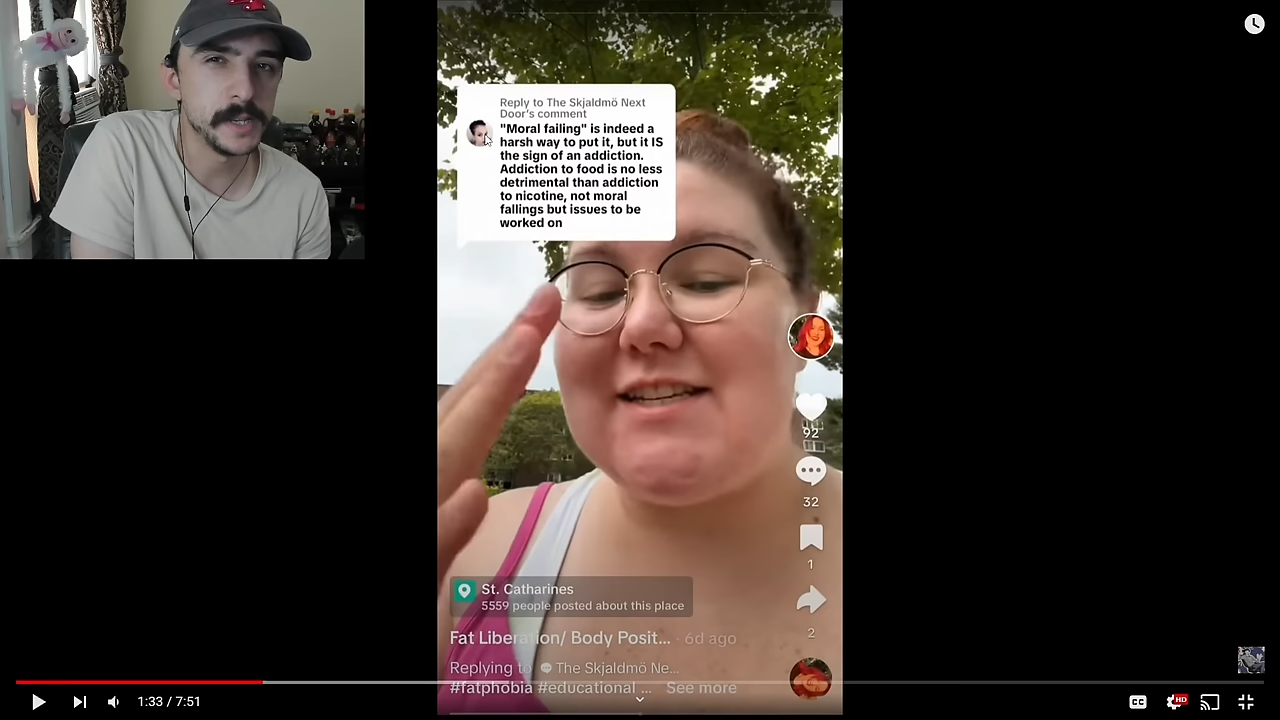 Reply to The Skjaldmö Next
Door's comment
"Moral failing" is indeed a
harsh way to put it, but it IS
the sign of an addiction.
Addiction to food is no less
detrimental than addiction
to nicotine, not moral
fallings but issues to be
worked on
92
32
1
St. Catharines
5559 people posted about this place
2
Fat Liberation/ Body Posit... · 6d ago
Replying to The Skjaldmö Ne...
#fatphobia #educational ... See more
1:33 / 7:51
CC
HD